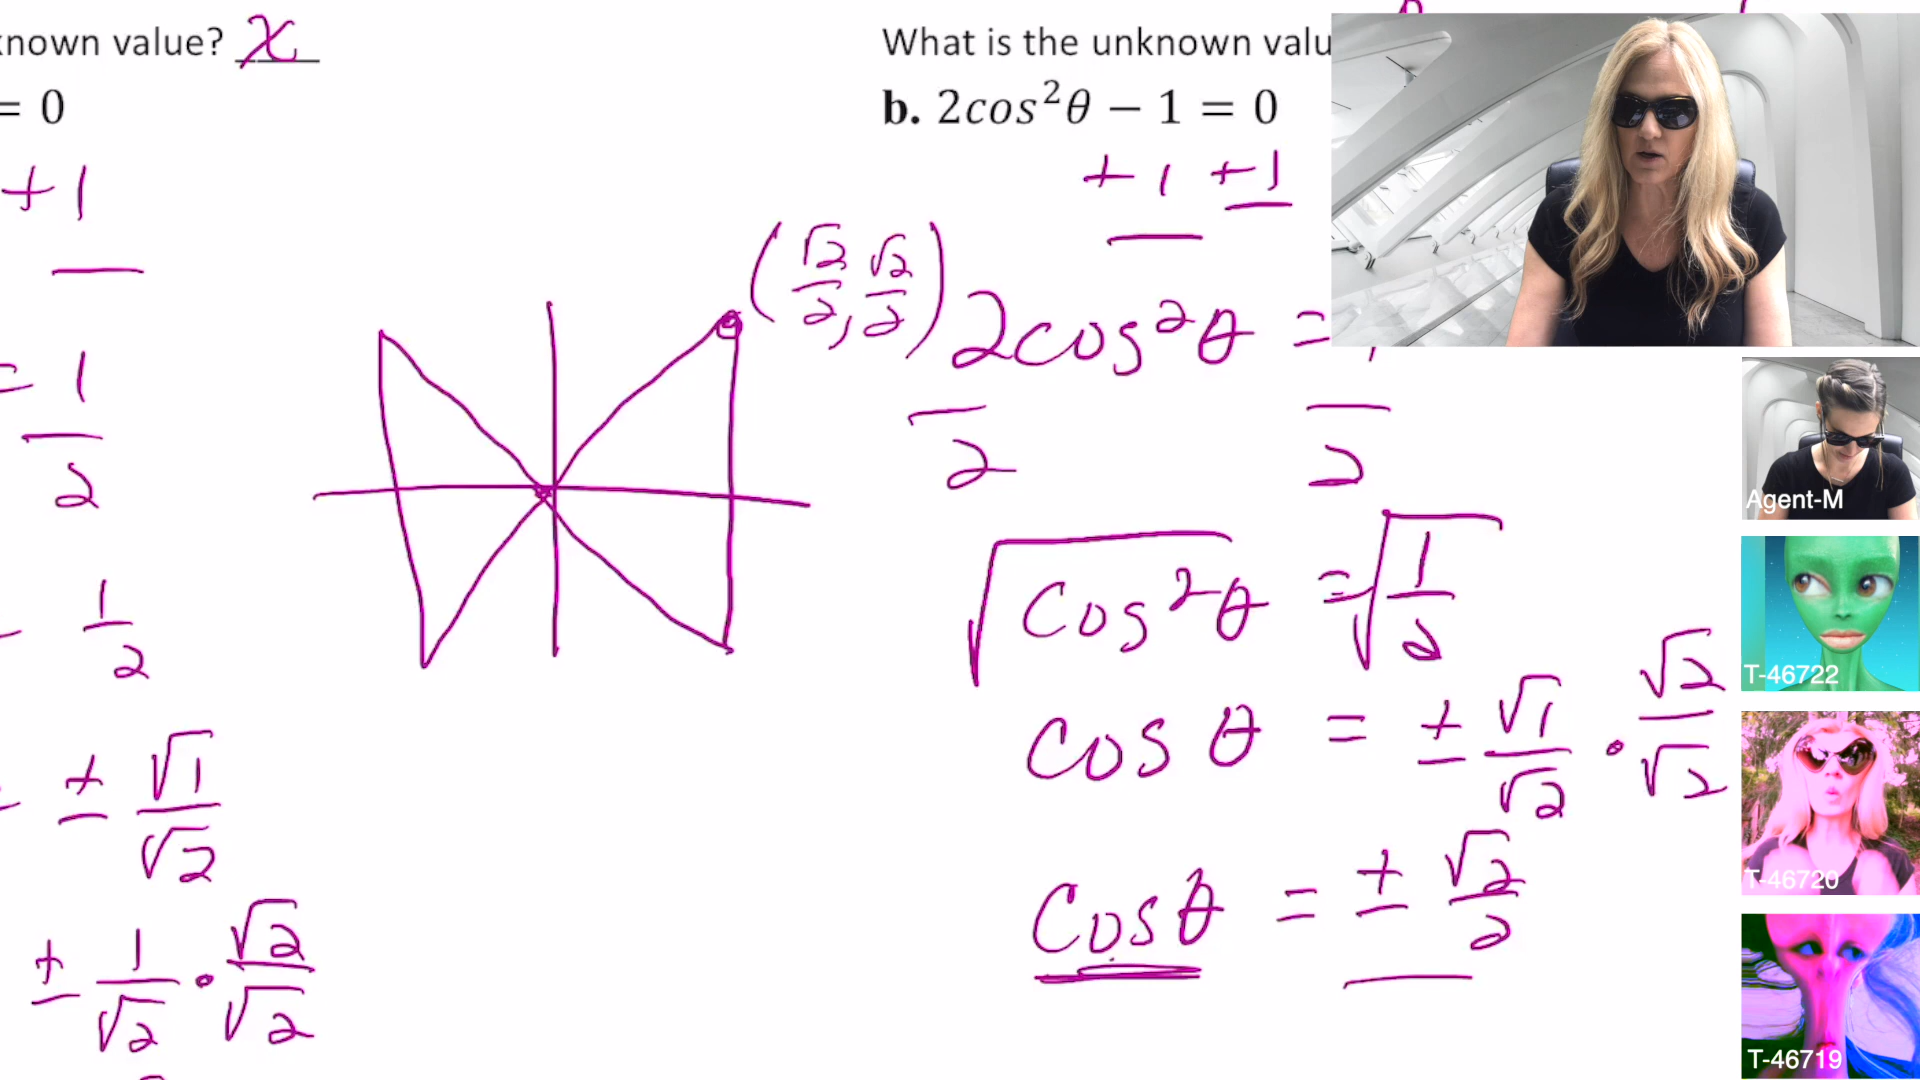 known value? x
= 0
+1
= 1
2
1
2
± √1
√2
± 1 · √2
√2 √2
(√2/2, √2/2)
What is the unknown valu
b. 2cos²θ − 1 = 0
+1 +1
2cos²θ =
2 2
√cos²θ = √1/2
cosθ = ± √1/√2 · √2/√2
cosθ = ± √2/2
Agent-M
T-46722
T-46720
T-46719